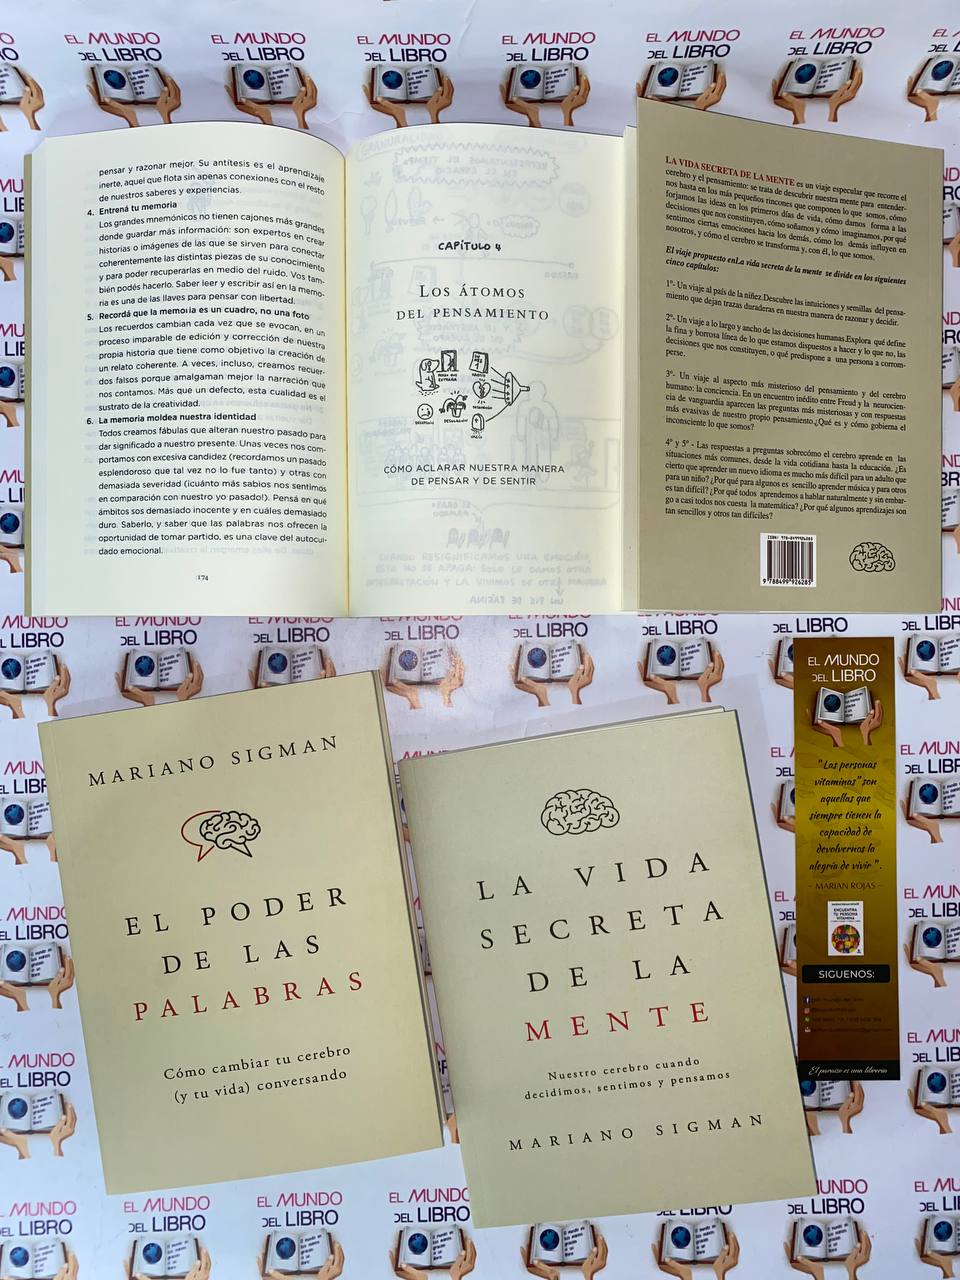 EL MUNDO
DEL LIBRO
pensar y razonar mejor. Su antítesis es el aprendizaje
inerte, aquel que flota sin apenas conexiones con el resto
de nuestros saberes y experiencias.
4. Entrená tu memoria
Los grandes mnemónicos no tienen cajones más grandes
donde guardar más información: son expertos en crear
historias o imágenes de las que se sirven para conectar
coherentemente las distintas piezas de su conocimiento
y para poder recuperarlas en medio del ruido. Vos tam-
bién podés hacerlo. Saber leer y escribir así en la memo-
ria es una de las llaves para pensar con libertad.
5. Recordá que la memoria es un cuadro, no una foto
Los recuerdos cambian cada vez que se evocan, en un
proceso imparable de edición y corrección de nuestra
propia historia que tiene como objetivo la creación de
un relato coherente. A veces, incluso, creamos recuer-
dos falsos porque amalgaman mejor la narración que
nos contamos. Más que un defecto, esta cualidad es el
sustrato de la creatividad.
6. La memoria moldea nuestra identidad
Todos creamos fábulas que alteran nuestro pasado para
dar significado a nuestro presente. Unas veces nos com-
portamos con excesiva candidez (recordamos un pasado
esplendoroso que tal vez no lo fue tanto) y otras con
demasiada severidad (¡cuánto más sabios nos sentimos
en comparación con nuestro yo pasado!). Pensá en qué
ámbitos sos demasiado inocente y en cuáles demasiado
duro. Saberlo, y saber que las palabras nos ofrecen la
oportunidad de tomar partido, es una clave del autocui-
dado emocional.
174
CAPÍTULO 4
LOS ÁTOMOS
DEL PENSAMIENTO
CÓMO ACLARAR NUESTRA MANERA
DE PENSAR Y DE SENTIR
LA VIDA SECRETA DE LA MENTE es un viaje especular que recorre el
cerebro y el pensamiento: se trata de descubrir nuestra mente para entender-
nos hasta en los más pequeños rincones que componen lo que somos, cómo
forjamos las ideas en los primeros días de vida, cómo damos forma a las
decisiones que nos constituyen, cómo soñamos y cómo imaginamos, por qué
sentimos ciertas emociones hacia los demás, cómo los demás influyen en
nosotros, y cómo el cerebro se transforma y, con él, lo que somos.
El viaje propuesto enLa vida secreta de la mente se divide en los siguientes
cinco capítulos:
1º- Un viaje al país de la niñez.Descubre las intuiciones y semillas del pensa-
miento que dejan trazas duraderas en nuestra manera de razonar y decidir.
2º- Un viaje a lo largo y ancho de las decisiones humanas.Explora qué define
la fina y borrosa línea de lo que estamos dispuestos a hacer y lo que no, las
decisiones que nos constituyen, o qué predispone a una persona a corrom-
perse.
3º- Un viaje al aspecto más misterioso del pensamiento y del cerebro
humano: la conciencia. En un encuentro inédito entre Freud y la neurocien-
cia de vanguardia aparecen las preguntas más misteriosas y con respuestas
más evasivas de nuestro propio pensamiento.¿Qué es y cómo gobierna el
inconsciente lo que somos?
4º y 5º - Las respuestas a preguntas sobrecómo el cerebro aprende en las
situaciones más comunes, desde la vida cotidiana hasta la educación. ¿Es
cierto que aprender un nuevo idioma es mucho más difícil para un adulto que
para un niño? ¿Por qué para algunos es sencillo aprender música y para otros
es tan difícil? ¿Por qué todos aprendemos a hablar naturalmente y sin embar-
go a casi todos nos cuesta la matemática? ¿Por qué algunos aprendizajes son
tan sencillos y otros tan difíciles?
ISBN: 978-8499926285
9 788499 926285
MARIANO SIGMAN
EL PODER
DE LAS
PALABRAS
Cómo cambiar tu cerebro
(y tu vida) conversando
LA VIDA
SECRETA
DE LA
MENTE
Nuestro cerebro cuando
decidimos, sentimos y pensamos
MARIANO SIGMAN
EL MUNDO
DEL LIBRO
"Las personas
vitaminas" son
aquellas que
siempre tienen la
capacidad de
devolvernos la
alegría de vivir".
- MARIAN ROJAS -
ENCUENTRA
TU PERSONA
VITAMINA
SIGUENOS:
El paraíso es una librería